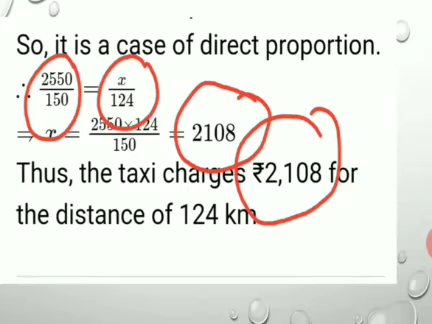 So, it is a case of direct proportion.
∴ 2550/150 = x/124
⇒ x = 2550×124/150 = 2108
Thus, the taxi charges ₹2,108 for
the distance of 124 km